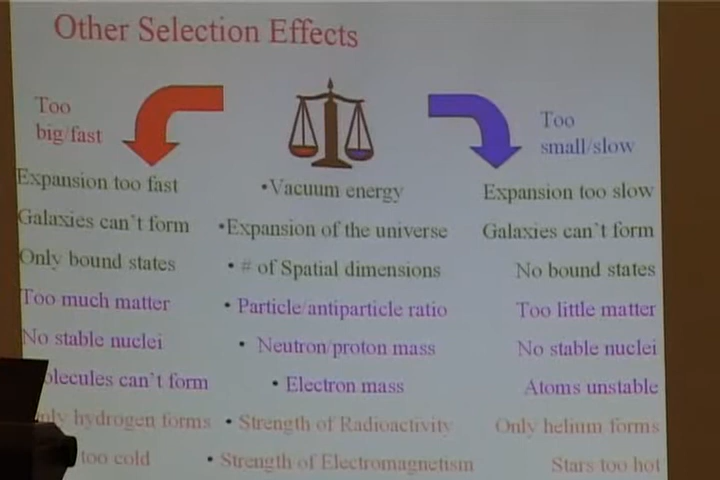 Other Selection Effects
Too
big/fast
Too
small/slow
Expansion too fast •Vacuum energy Expansion too slow
Galaxies can't form •Expansion of the universe Galaxies can't form
Only bound states • # of Spatial dimensions No bound states
Too much matter • Particle/antiparticle ratio Too little matter
No stable nuclei • Neutron/proton mass No stable nuclei
can't form • Electron mass Atoms unstable
hydrogen forms • Strength of Radioactivity Only helium forms
too cold • Strength of Electromagnetism Stars too hot